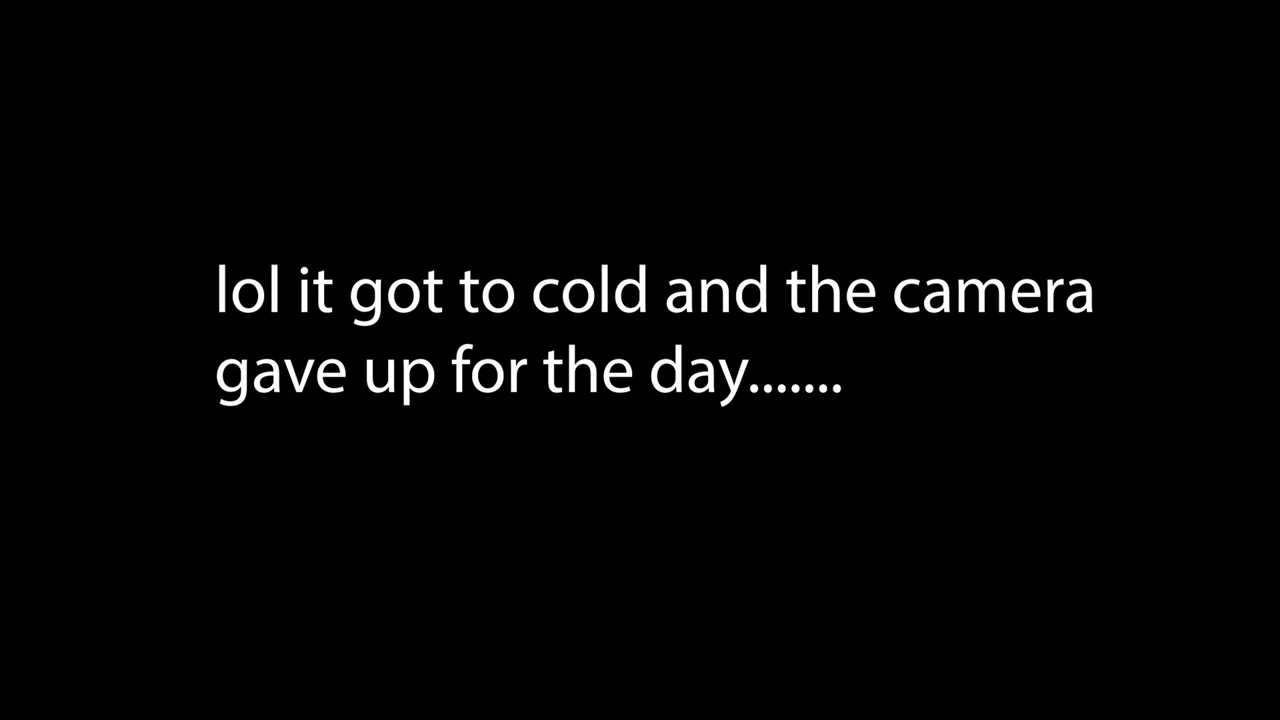 lol it got to cold and the camera
gave up for the day.......